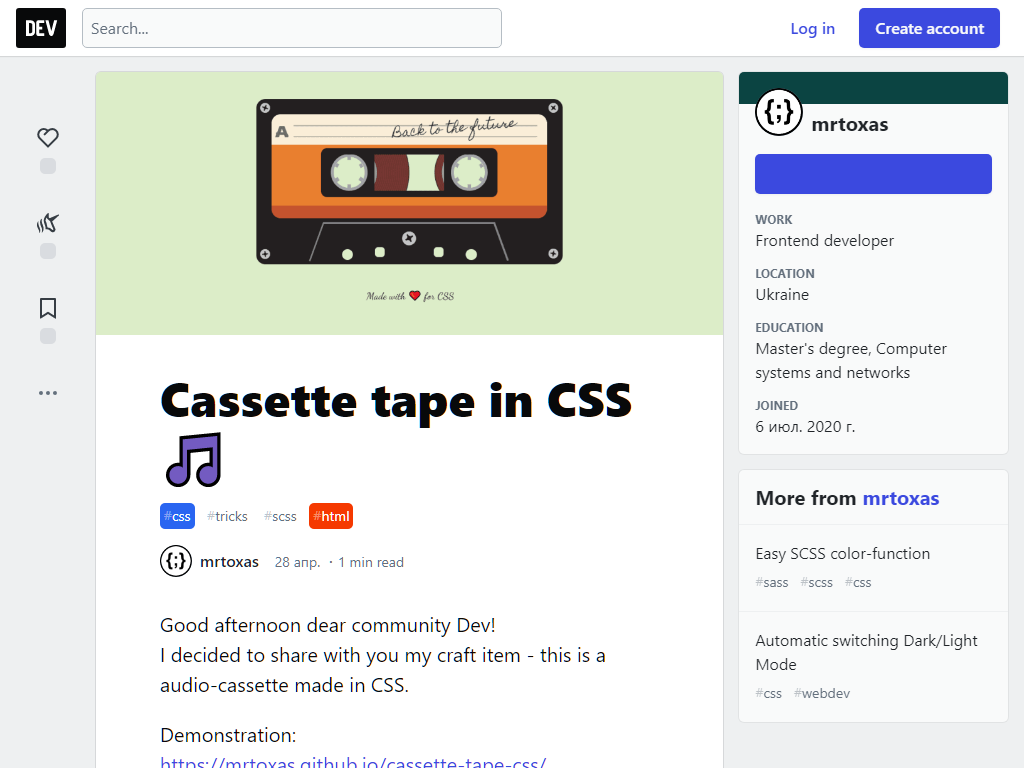 DEV
Search...
Log in
Create account
A
Back to the future
Made with for CSS
Cassette tape in CSS
#css #tricks #scss #html
{;} mrtoxas 28 апр. · 1 min read
Good afternoon dear community Dev!
I decided to share with you my craft item - this is a
audio-cassette made in CSS.
Demonstration:
https://mrtoxas.github.io/cassette-tape-css/
{;} mrtoxas
WORK
Frontend developer
LOCATION
Ukraine
EDUCATION
Master's degree, Computer
systems and networks
JOINED
6 июл. 2020 г.
More from mrtoxas
Easy SCSS color-function
#sass #scss #css
Automatic switching Dark/Light
Mode
#css #webdev